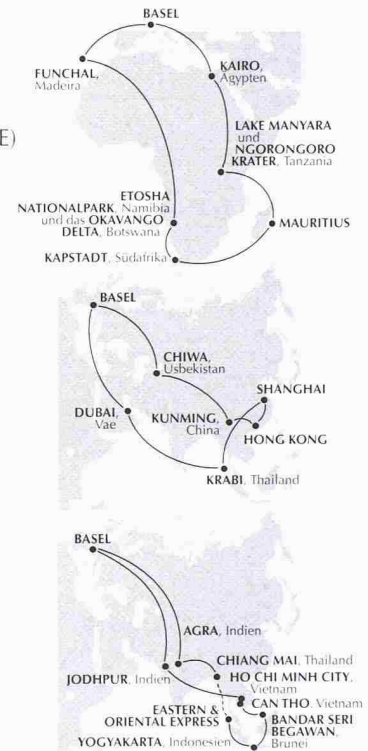 BASEL
KAIRO,
Ägypten
FUNCHAL,
Madeira
E)
LAKE MANYARA
und
NGORONGORO
KRATER, Tanzania
ETOSHA
NATIONALPARK, Namibia
und das OKAVANGO
DELTA, Botswana
MAURITIUS
KAPSTADT, Südafrika
BASEL
CHIWA,
Usbekistan
SHANGHAI
DUBAI,
Vae
KUNMING,
China
HONG KONG
KRABI, Thailand
BASEL
AGRA, Indien
CHIANG MAI, Thailand
JODHPUR, Indien
HO CHI MINH CITY,
Vietnam
CAN THO, Vietnam
EASTERN &
ORIENTAL EXPRESS
BANDAR SERI
BEGAWAN,
Brunei
YOGYAKARTA, Indonesien